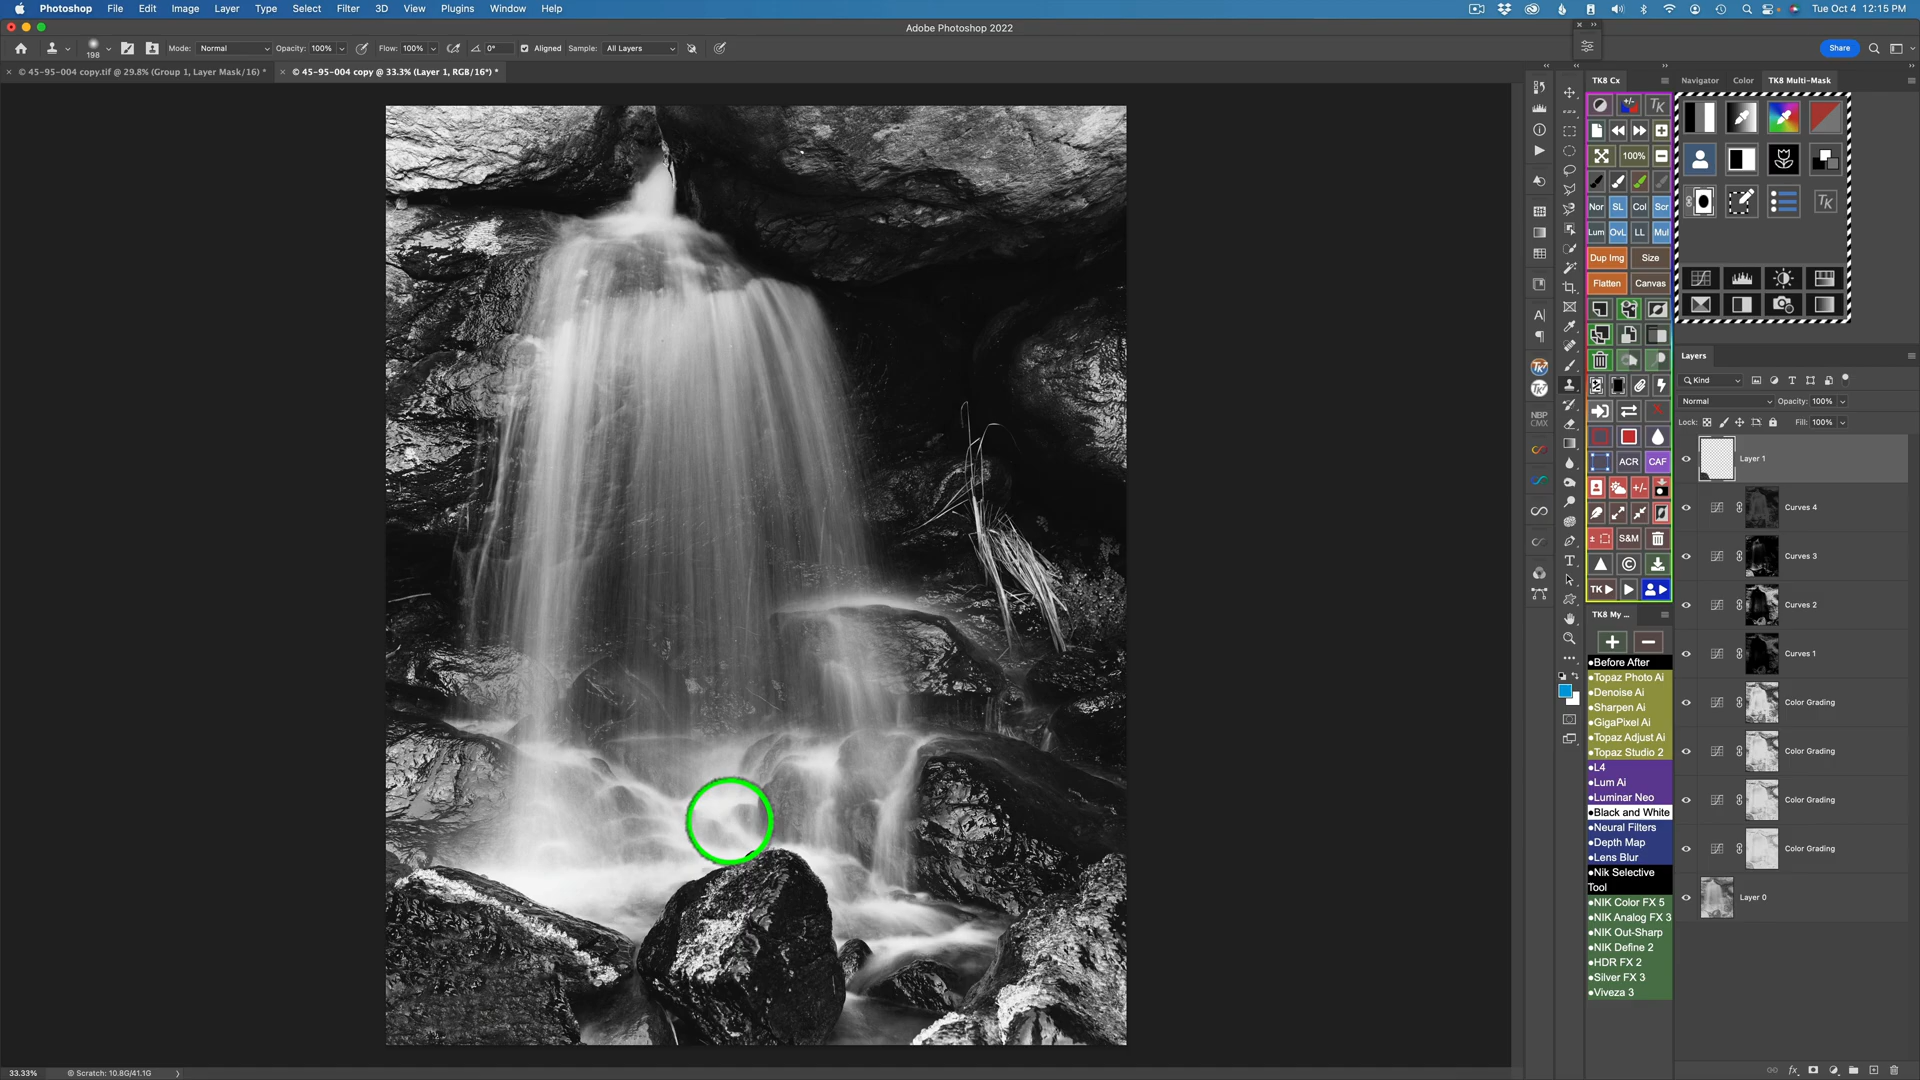 Photoshop File Edit Image Layer Type Select Filter 3D View Plugins Window Help Tue Oct 4 12:15 PM
Adobe Photoshop 2022
198 Mode: Normal Opacity: 100% Flow: 100% 0° Aligned Sample: All Layers Share
× © 45-95-004 copy.tif @ 29.8% (Group 1, Layer Mask/16) * × © 45-95-004 copy @ 33.3% (Layer 1, RGB/16*) *
TK8 Cx
Navigator Color TK8 Multi-Mask
+/- TK
100%
Nor SL Col Scr
Lum OvL LL Mul
Dup Img Size
Flatten Canvas
TK
NBP
CMX
X
ACR CAF
+/-
S&M
©
TK
TK8 My ...
Before After
Topaz Photo Ai
Denoise Ai
Sharpen Ai
GigaPixel Ai
Topaz Adjust Ai
Topaz Studio 2
L4
Lum Ai
Luminar Neo
Black and White
Neural Filters
Depth Map
Lens Blur
Nik Selective
Tool
NIK Color FX 5
NIK Analog FX 3
NIK Out-Sharp
NIK Define 2
HDR FX 2
Silver FX 3
Viveza 3
Layers
Kind
Normal Opacity: 100%
Lock: Fill: 100%
Layer 1
Curves 4
Curves 3
Curves 2
Curves 1
Color Grading
Color Grading
Color Grading
Color Grading
Layer 0
fx
33.33% Scratch: 10.8G/41.1G